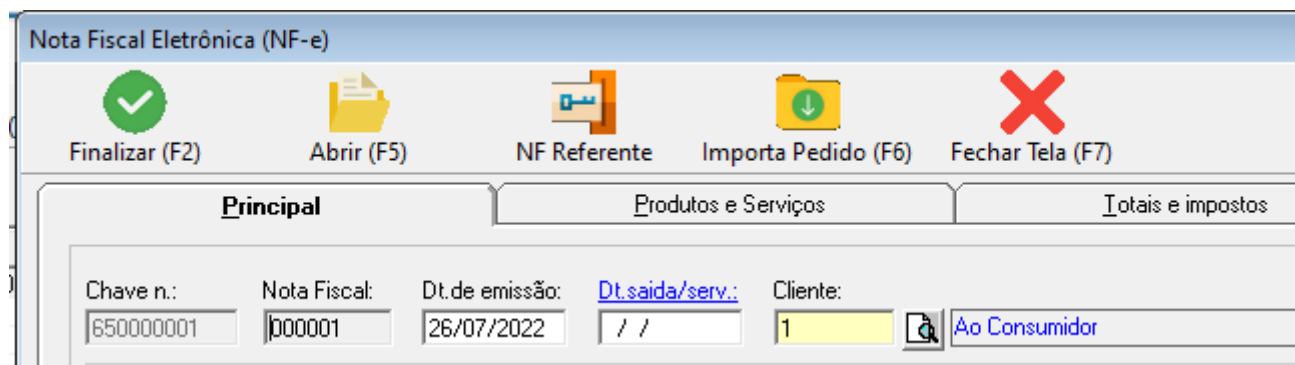 Nota Fiscal Eletrônica (NF-e)
Finalizar (F2) Abrir (F5) NF Referente Importa Pedido (F6) Fechar Tela (F7)
Principal Produtos e Serviços Totais e impostos
Chave n.: Nota Fiscal: Dt.de emissão: Dt.saida/serv.: Cliente:
650000001 000001 26/07/2022 / / 1 Ao Consumidor